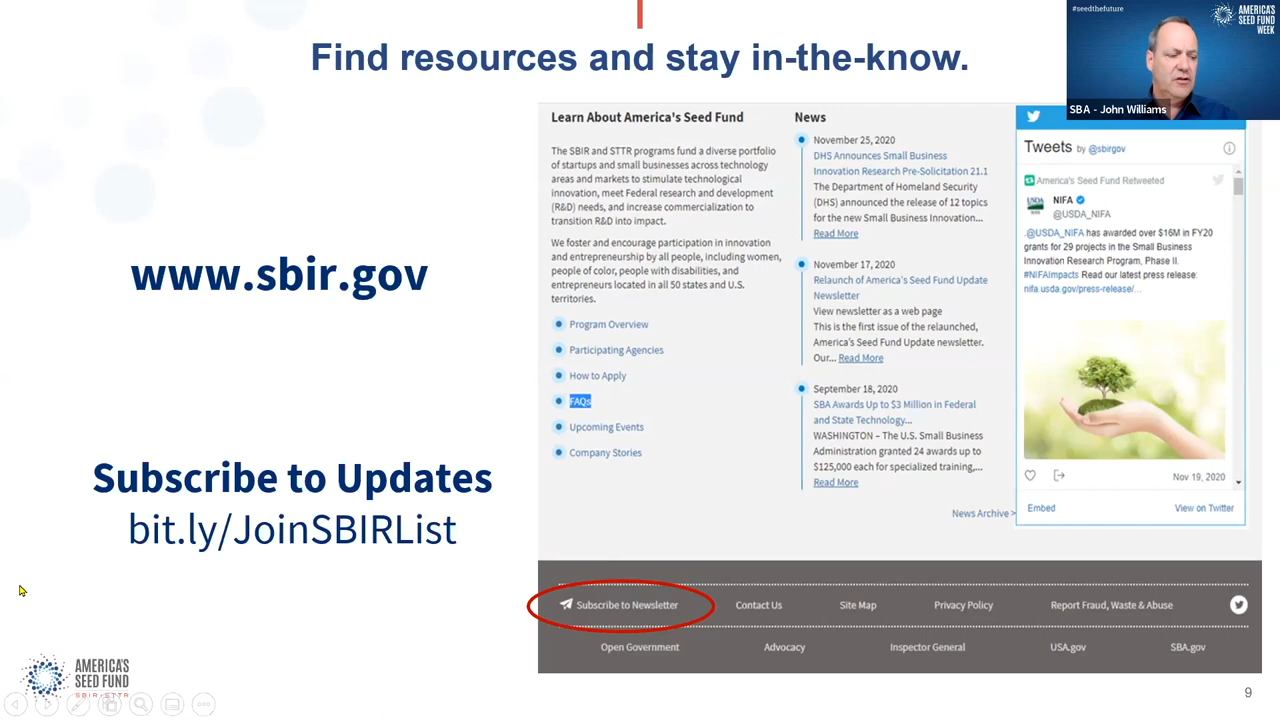 Find resources and stay in-the-know.
#seedthefuture
AMERICA'S
SEED FUND
WEEK
SBA - John Williams
www.sbir.gov
Subscribe to Updates
bit.ly/JoinSBIRList
Learn About America's Seed Fund
The SBIR and STTR programs fund a diverse portfolio
of startups and small businesses across technology
areas and markets to stimulate technological
innovation, meet Federal research and development
(R&D) needs, and increase commercialization to
transition R&D into impact.
We foster and encourage participation in innovation
and entrepreneurship by all people, including women,
people of color, people with disabilities, and
entrepreneurs located in all 50 states and U.S.
territories.
Program Overview
Participating Agencies
How to Apply
FAQs
Upcoming Events
Company Stories
News
November 25, 2020
DHS Announces Small Business
Innovation Research Pre-Solicitation 21.1
The Department of Homeland Security
(DHS) announced the release of 12 topics
for the new Small Business Innovation...
Read More
November 17, 2020
Relaunch of America's Seed Fund Update
Newsletter
View newsletter as a web page
This is the first issue of the relaunched,
America's Seed Fund Update newsletter.
Our... Read More
September 18, 2020
SBA Awards Up to $3 Million in Federal
and State Technology...
WASHINGTON – The U.S. Small Business
Administration granted 24 awards up to
$125,000 each for specialized training,...
Read More
News Archive >
Tweets by @sbirgov
America's Seed Fund Retweeted
USDA
NIFA
@USDA_NIFA
.@USDA_NIFA has awarded over $16M in FY20
grants for 29 projects in the Small Business
Innovation Research Program, Phase II.
#NIFAImpacts Read our latest press release:
nifa.usda.gov/press-release/...
Nov 19, 2020
Embed
View on Twitter
Subscribe to Newsletter
Contact Us
Site Map
Privacy Policy
Report Fraud, Waste & Abuse
Open Government
Advocacy
Inspector General
USA.gov
SBA.gov
AMERICA'S
SEED FUND
SBIR·STTR
9